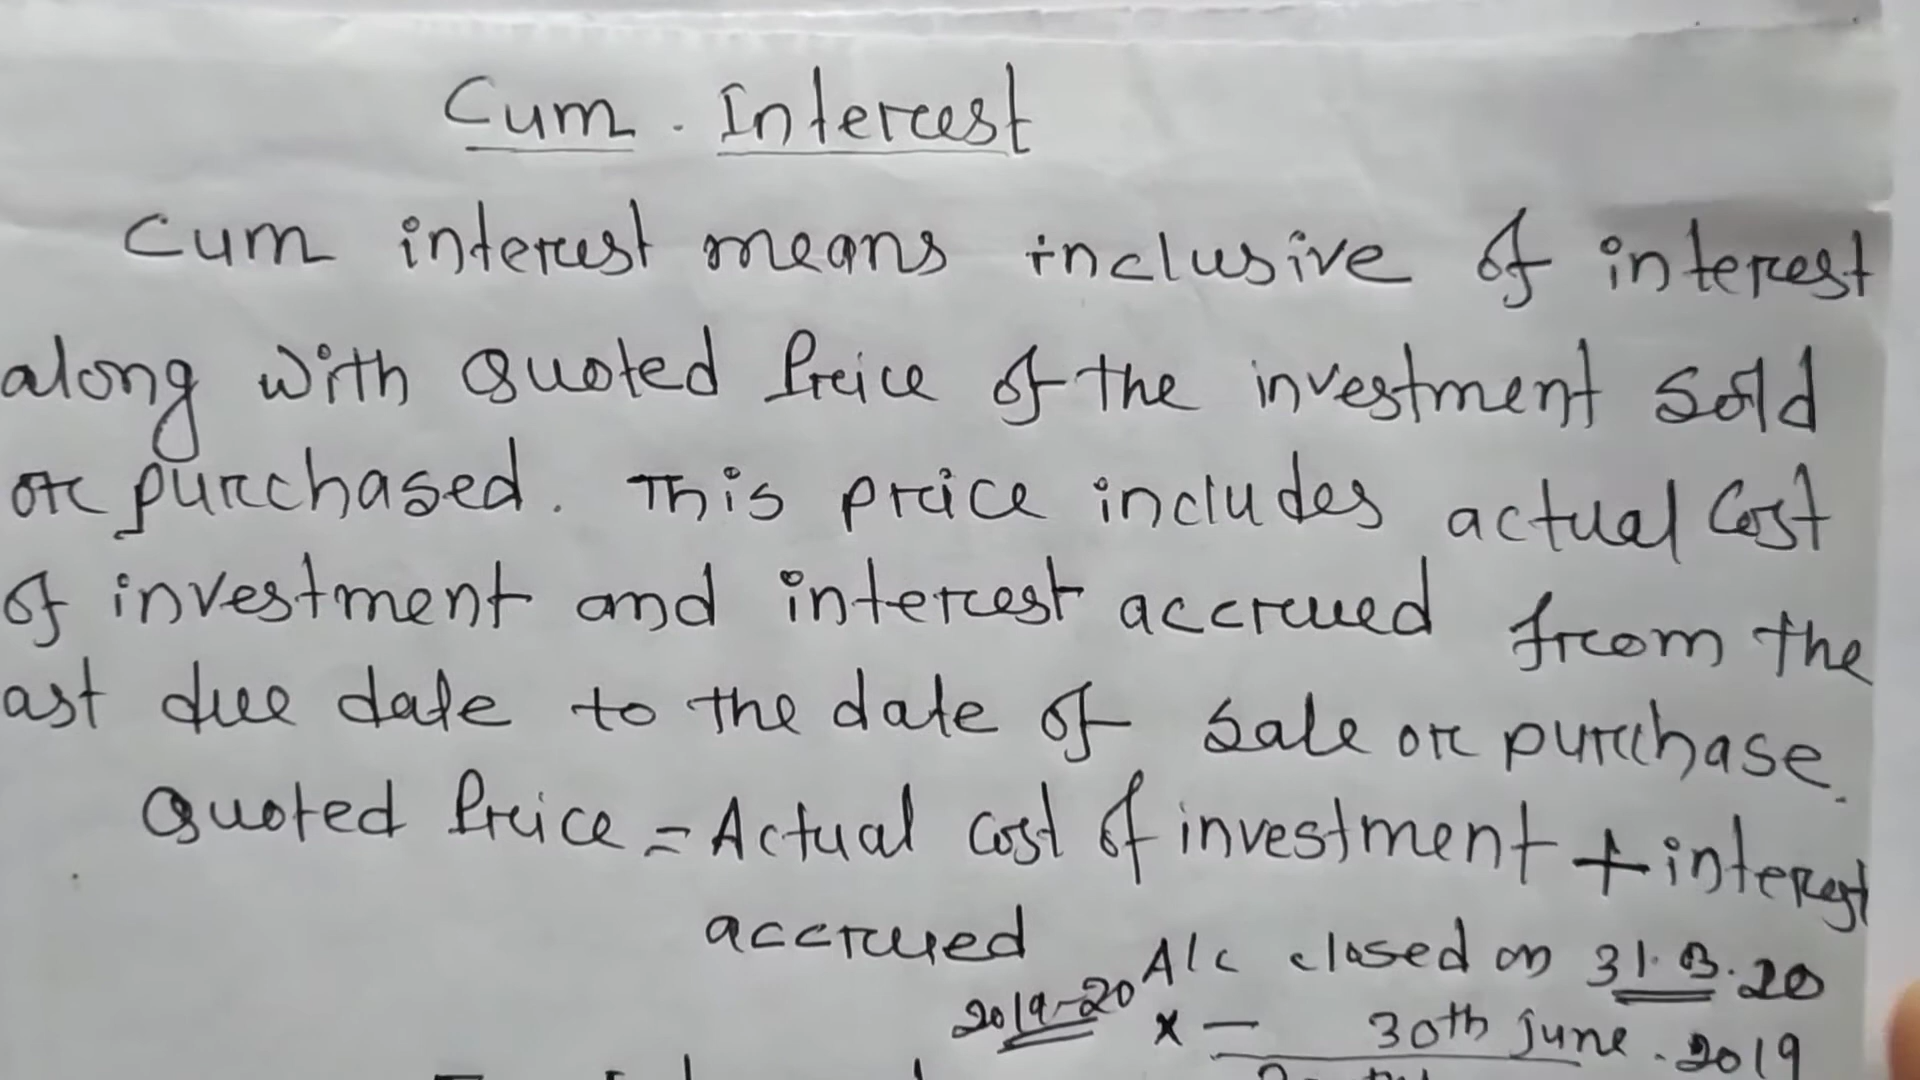 Cum. Interest
Cum interest means inclusive of interest
along with quoted Price of the investment sold
or purchased. This price includes actual Cost
of investment and interest accrued from the
ast due date to the date of sale or purchase.
Quoted Price = Actual cost of investment + interest
accrued
A/c closed on 31.3.20
2019-20
x — 30th june. 2019